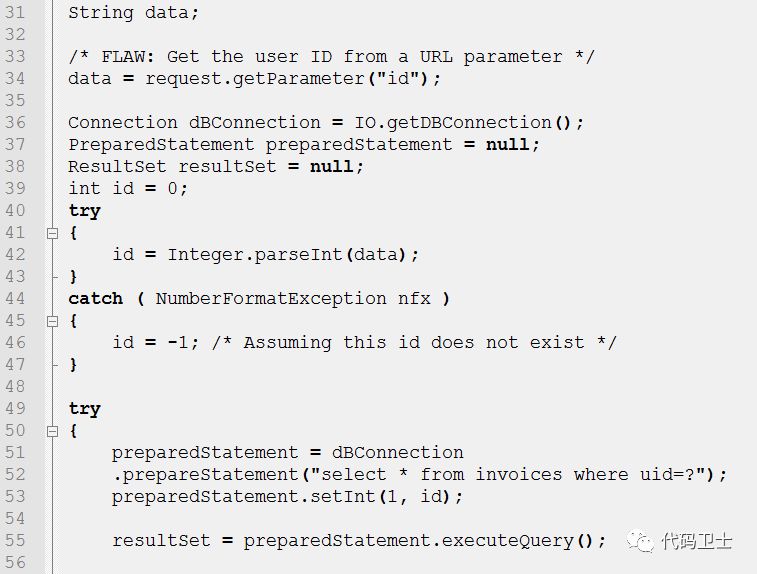 31 String data;
32
33 /* FLAW: Get the user ID from a URL parameter */
34 data = request.getParameter("id");
35
36 Connection dBConnection = IO.getDBConnection();
37 PreparedStatement preparedStatement = null;
38 ResultSet resultSet = null;
39 int id = 0;
40 try
41 {
42     id = Integer.parseInt(data);
43 }
44 catch ( NumberFormatException nfx )
45 {
46     id = -1; /* Assuming this id does not exist */
47 }
48
49 try
50 {
51     preparedStatement = dBConnection
52     .prepareStatement("select * from invoices where uid=?");
53     preparedStatement.setInt(1, id);
54
55     resultSet = preparedStatement.executeQuery(); 代码卫士
56